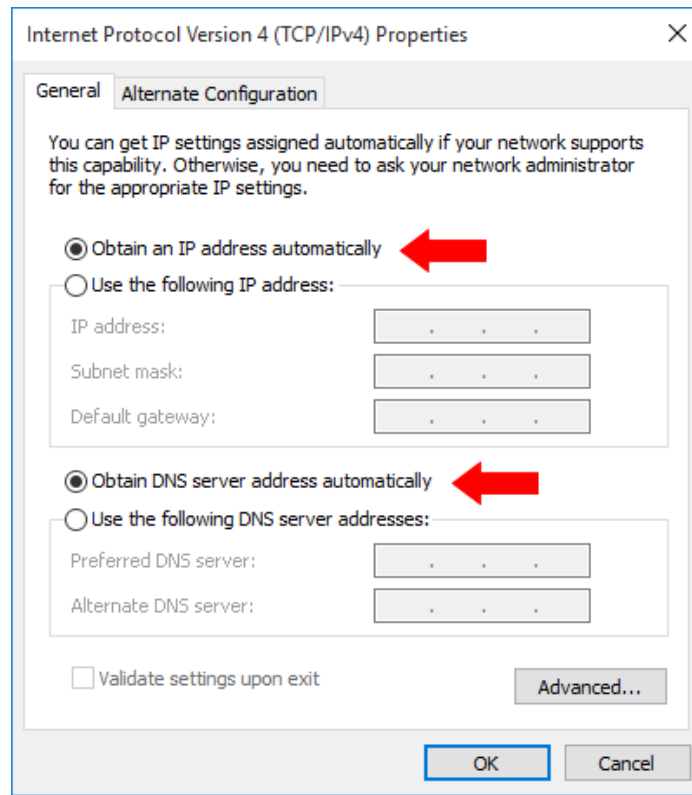 Internet Protocol Version 4 (TCP/IPv4) Properties
General
Alternate Configuration
You can get IP settings assigned automatically if your network supports
this capability. Otherwise, you need to ask your network administrator
for the appropriate IP settings.
Obtain an IP address automatically
Use the following IP address:
IP address:
Subnet mask:
Default gateway:
Obtain DNS server address automatically
Use the following DNS server addresses:
Preferred DNS server:
Alternate DNS server:
Validate settings upon exit
Advanced...
OK
Cancel